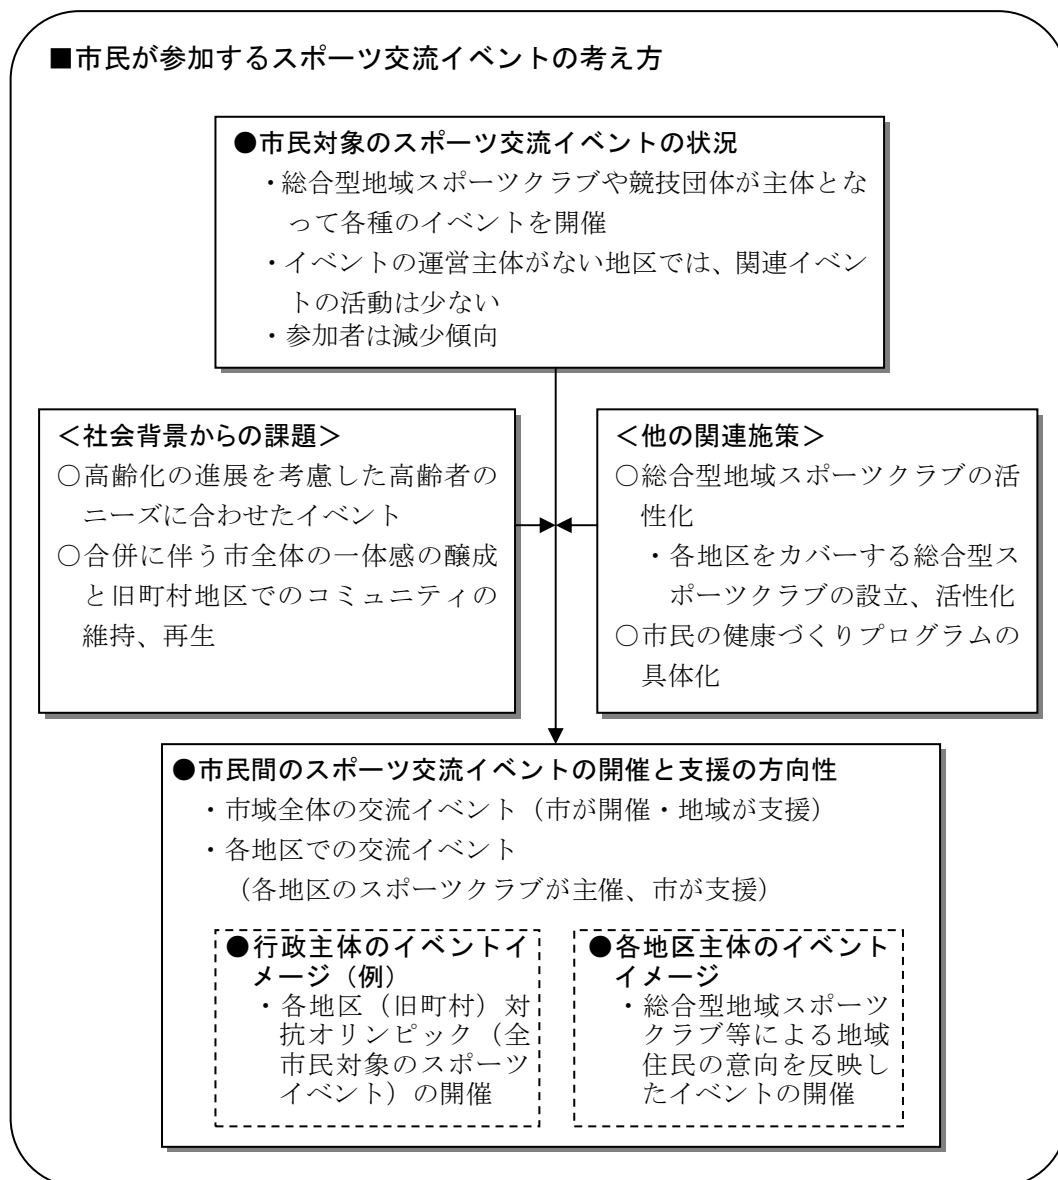 ■市民が参加するスポーツ交流イベントの考え方
●市民対象のスポーツ交流イベントの状況
・総合型地域スポーツクラブや競技団体が主体とな
って各種のイベントを開催
・イベントの運営主体がない地区では、関連イベン
トの活動は少ない
・参加者は減少傾向
＜社会背景からの課題＞
○高齢化の進展を考慮した高齢者の
ニーズに合わせたイベント
○合併に伴う市全体の一体感の醸成
と旧町村地区でのコミュニティの
維持、再生
＜他の関連施策＞
○総合型地域スポーツクラブの活
性化
・各地区をカバーする総合型ス
ポーツクラブの設立、活性化
○市民の健康づくりプログラムの
具体化
●市民間のスポーツ交流イベントの開催と支援の方向性
・市域全体の交流イベント（市が開催・地域が支援）
・各地区での交流イベント
（各地区のスポーツクラブが主催、市が支援）
●行政主体のイベントイ
メージ（例）
・各地区（旧町村）対
抗オリンピック（全
市民対象のスポーツ
イベント）の開催
●各地区主体のイベント
イメージ
・総合型地域スポーツ
クラブ等による地域
住民の意向を反映し
たイベントの開催